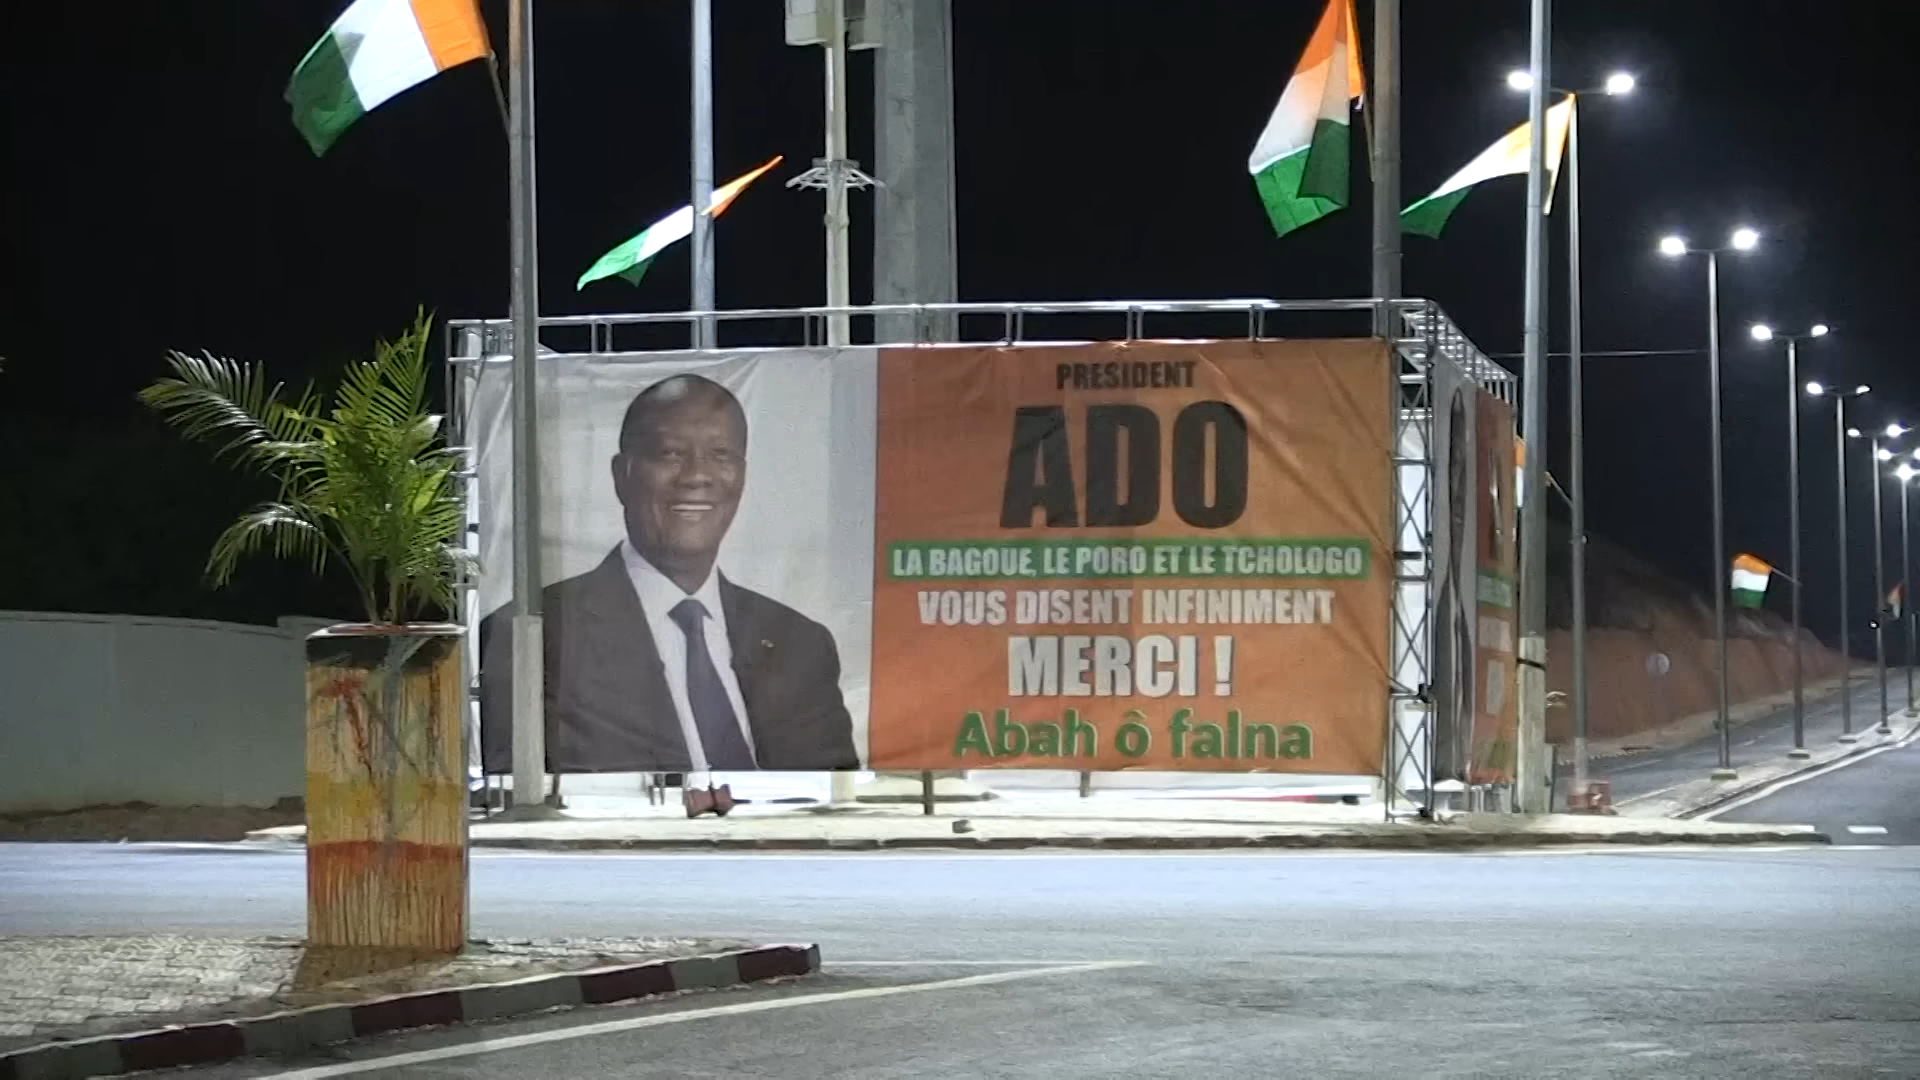 PRESIDENT
ADO
LA BAGOUE, LE PORO ET LE TCHOLOGO
VOUS DISENT INFINIMENT
MERCI !
Abah ô falna